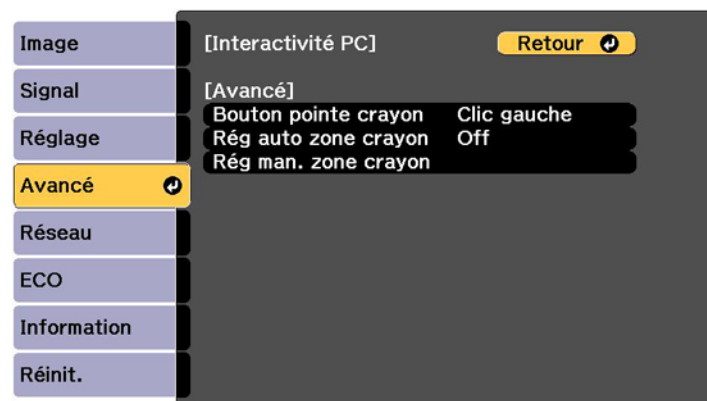 Image
Signal
Réglage
Avancé
Réseau
ECO
Information
Réinit.
[Interactivité PC] Retour
[Avancé]
Bouton pointe crayon Clic gauche
Rég auto zone crayon Off
Rég man. zone crayon